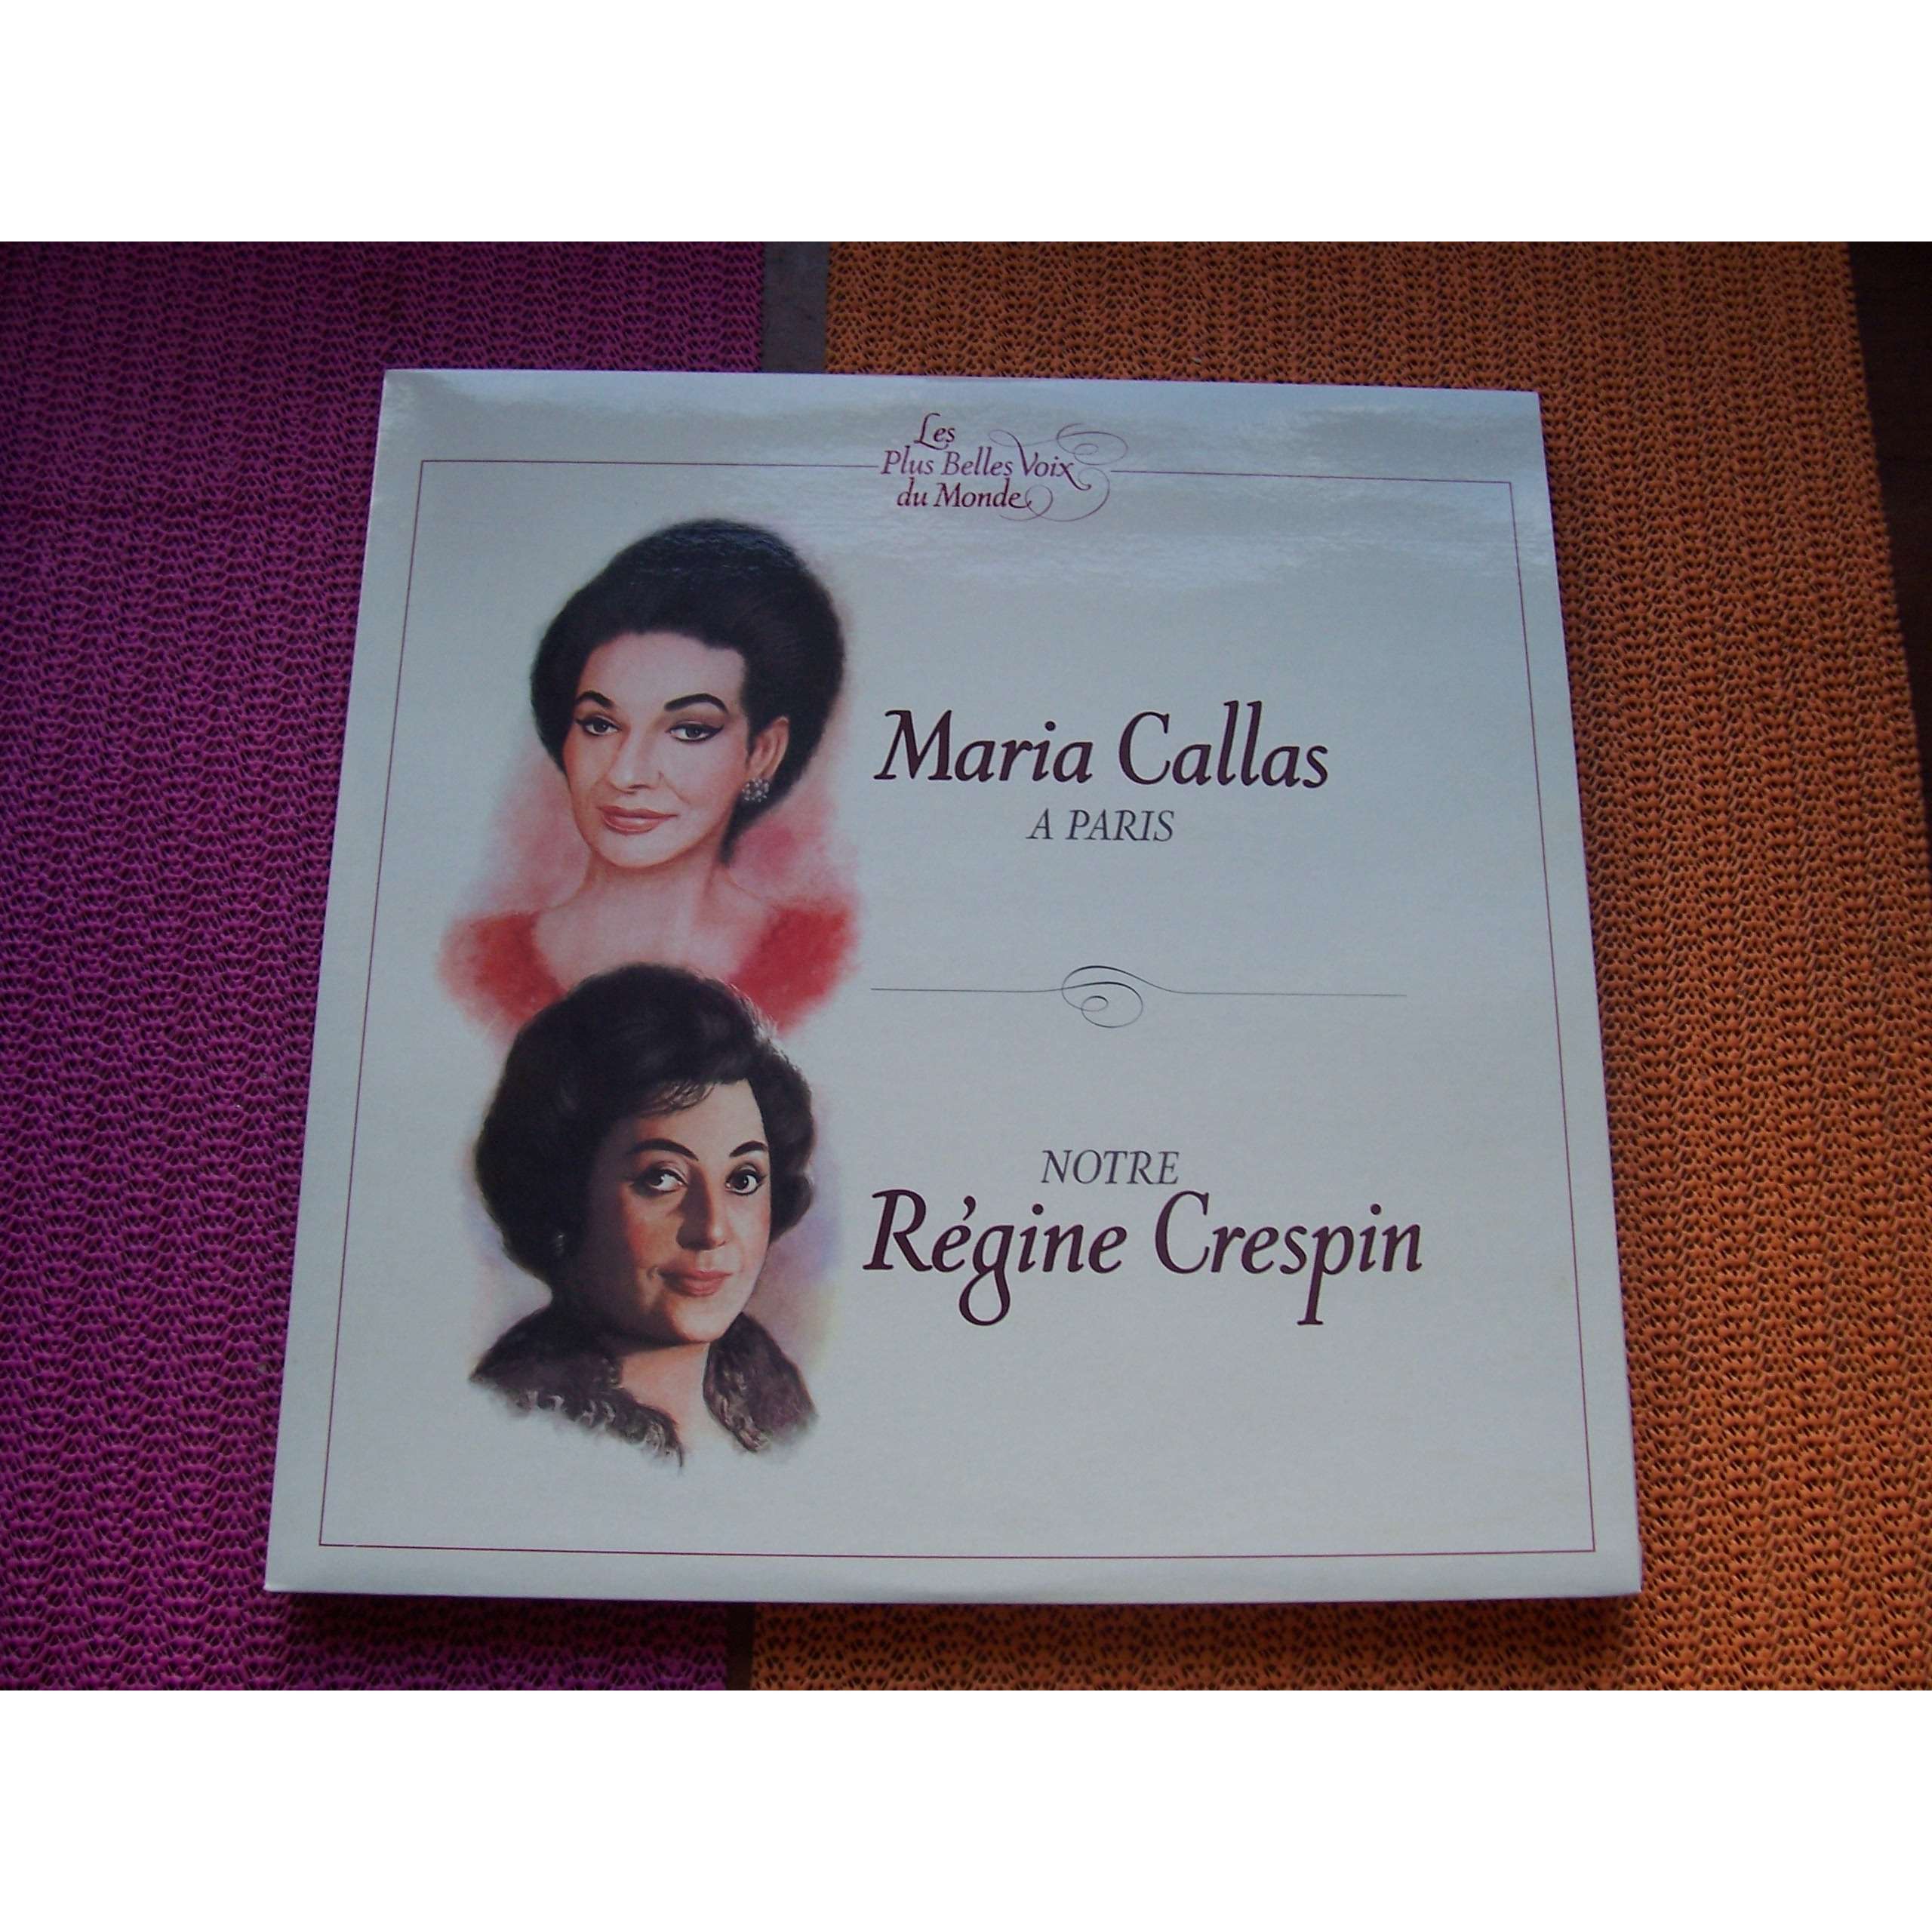 Les
Plus Belles Voix
du Monde
Maria Callas
A PARIS
NOTRE
Régine Crespin